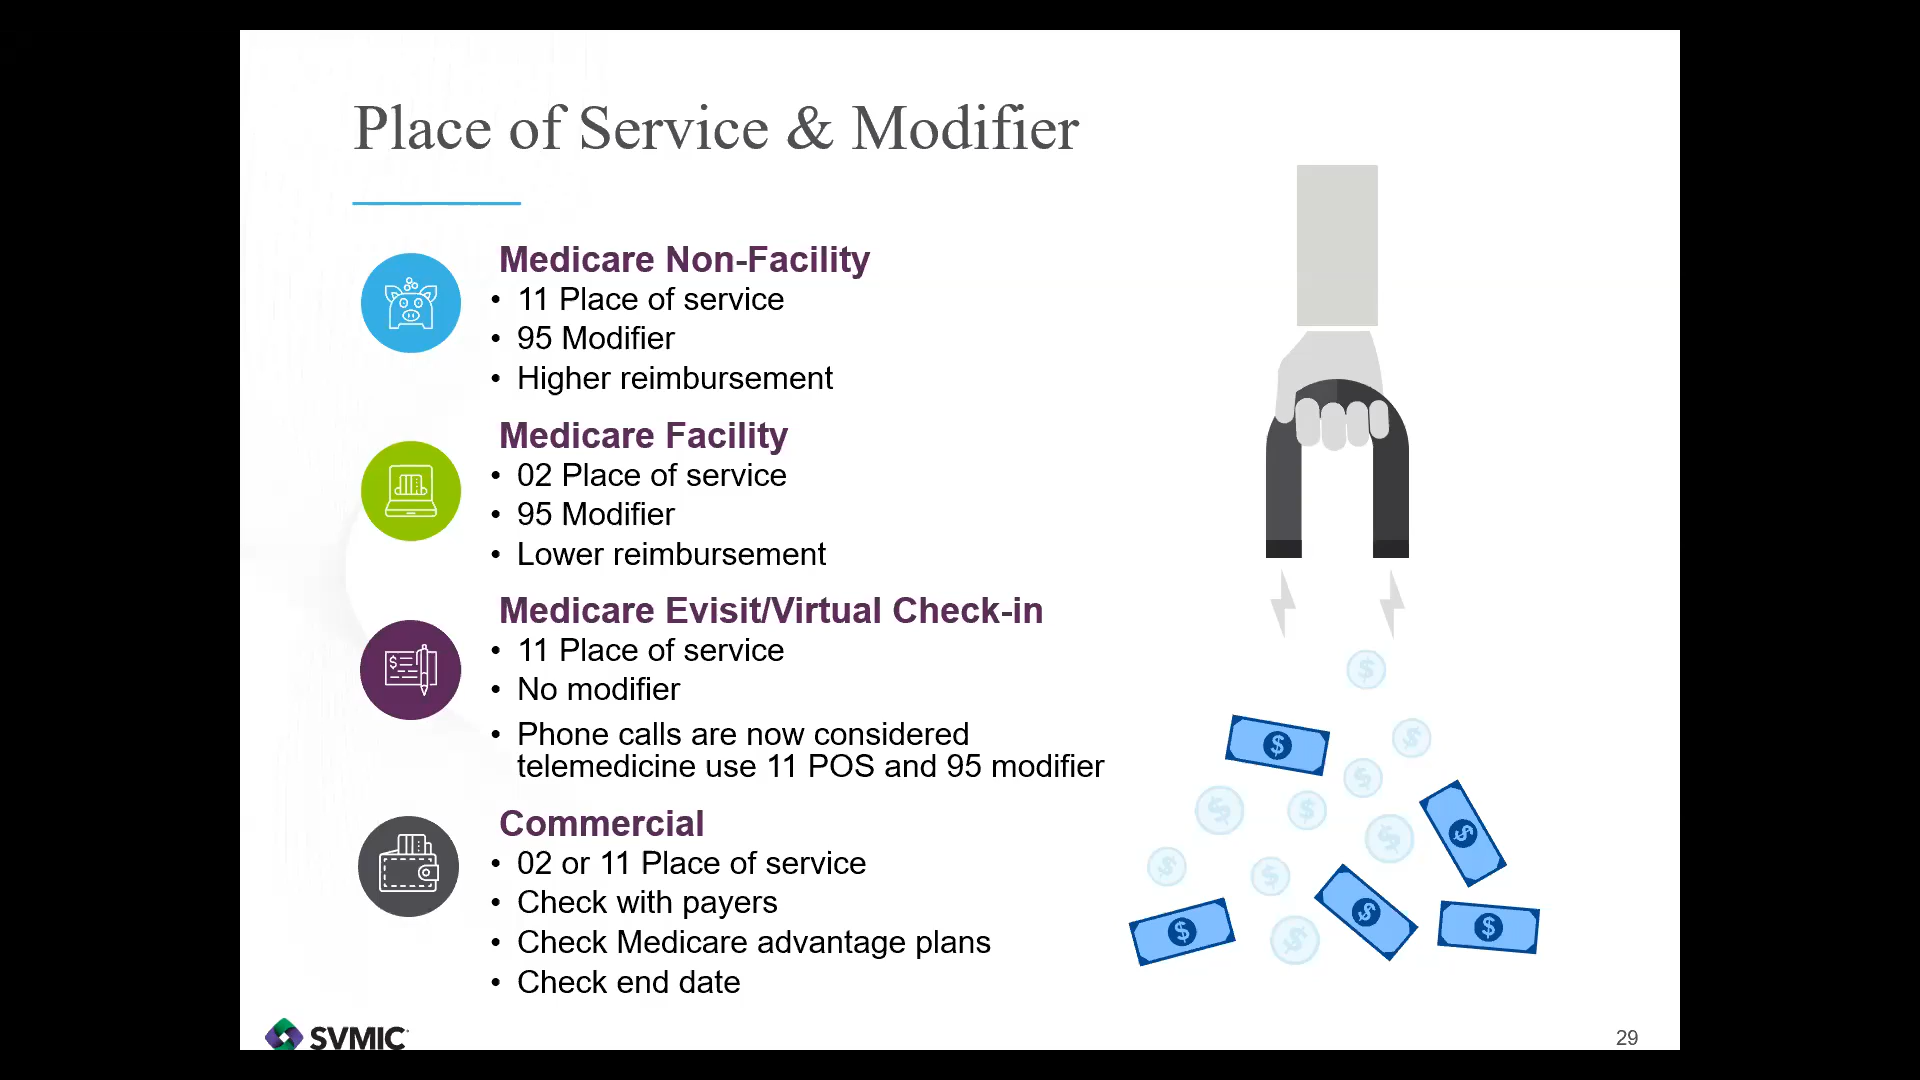 Place of Service & Modifier
Medicare Non-Facility
• 11 Place of service
• 95 Modifier
• Higher reimbursement
Medicare Facility
• 02 Place of service
• 95 Modifier
• Lower reimbursement
Medicare Evisit/Virtual Check-in
• 11 Place of service
• No modifier
• Phone calls are now considered
telemedicine use 11 POS and 95 modifier
Commercial
• 02 or 11 Place of service
• Check with payers
• Check Medicare advantage plans
• Check end date
SVMIC
29